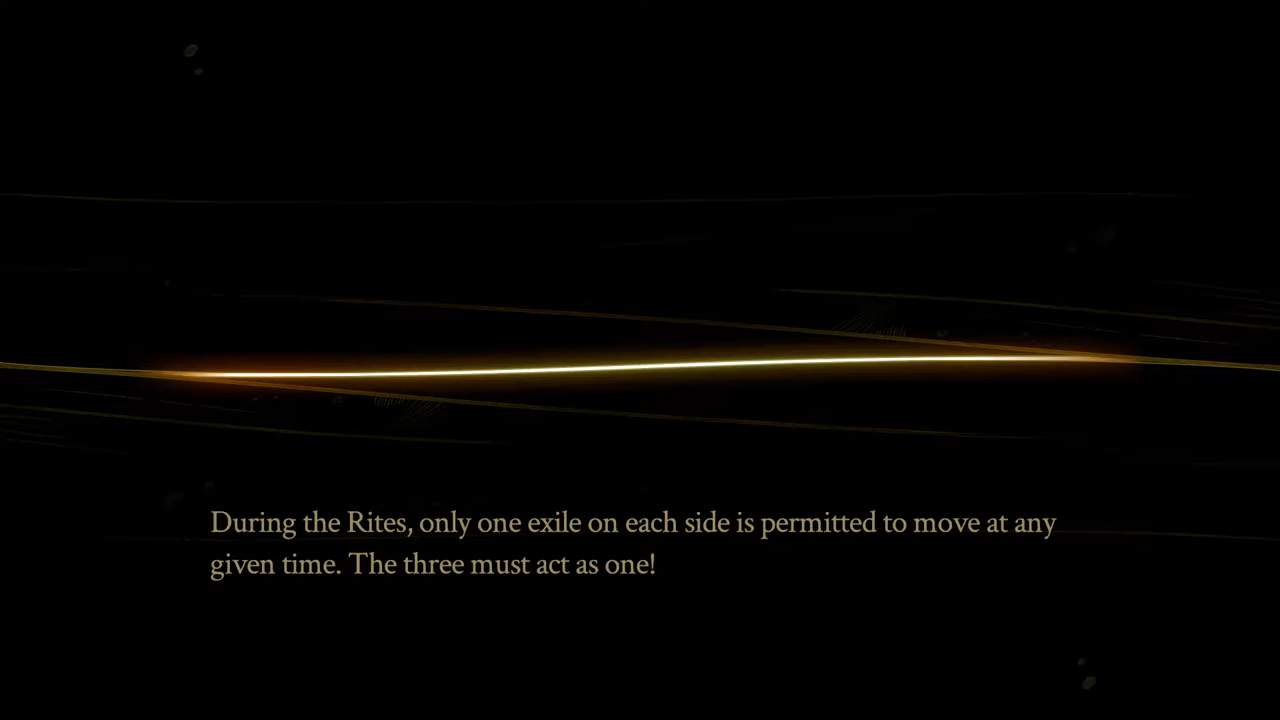 During the Rites, only one exile on each side is permitted to move at any
given time. The three must act as one!